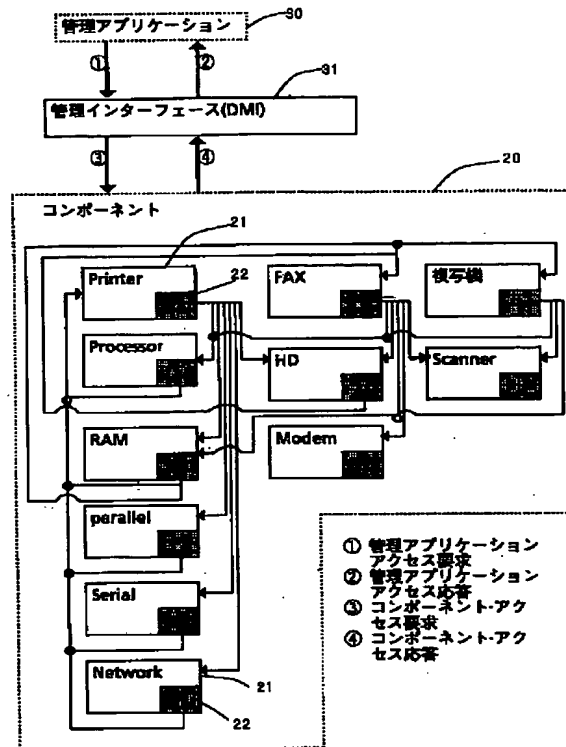 管理アプリケーション
30
①
②
31
管理インターフェース(DMI)
③
④
20
コンポーネント
21
Printer
22
FAX
複写機
Processor
HD
Scanner
RAM
Modem
parallel
Serial
Network
21
22
① 管理アプリケーション
アクセス要求
② 管理アプリケーション
アクセス応答
③ コンポーネント・アク
セス要求
④ コンポーネント・アク
セス応答